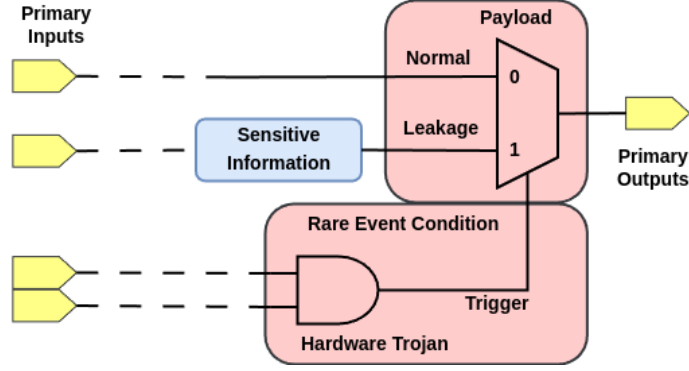 Primary
Inputs
Payload
Normal
0
Sensitive
Information
Leakage
1
Primary
Outputs
Rare Event Condition
Trigger
Hardware Trojan